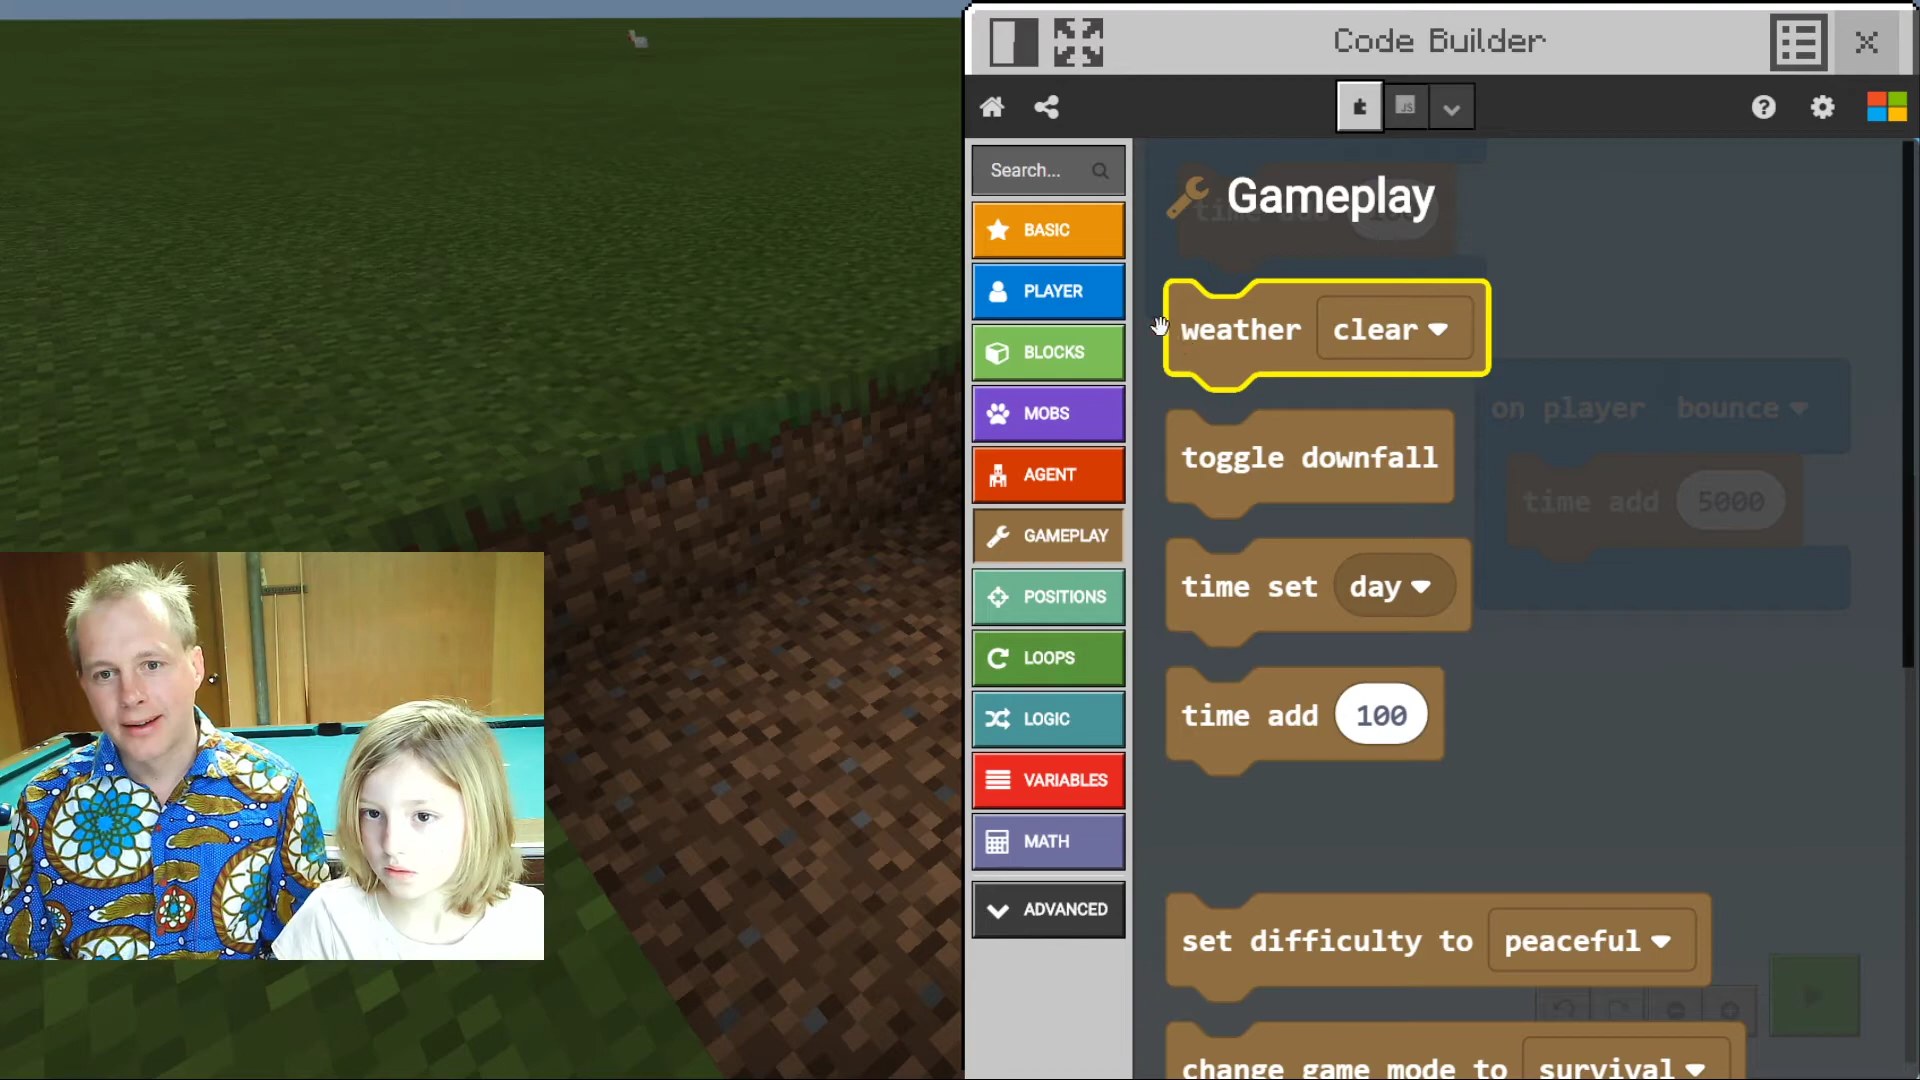 Code Builder
JS
Search...
BASIC
PLAYER
BLOCKS
MOBS
AGENT
GAMEPLAY
POSITIONS
LOOPS
LOGIC
VARIABLES
MATH
ADVANCED
Gameplay
weather clear
toggle downfall
time set day
time add 100
set difficulty to peaceful
change game mode to survival
on player bounce
time add 5000